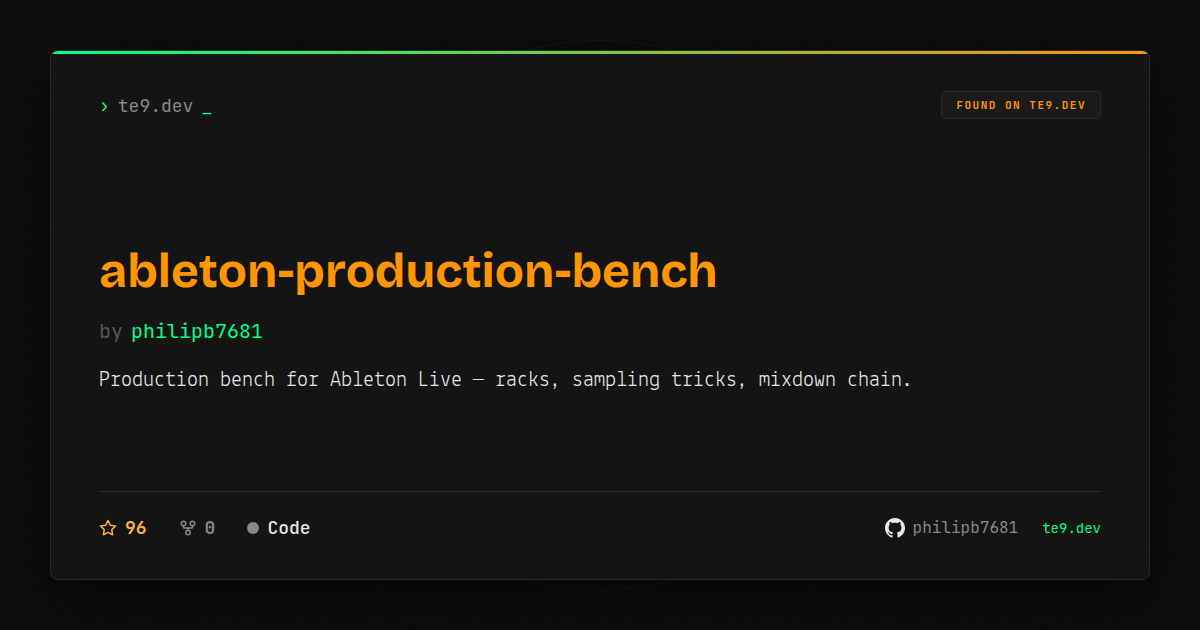 › te9.dev _
FOUND ON TE9.DEV
ableton-production-bench
by philipb7681
Production bench for Ableton Live — racks, sampling tricks, mixdown chain.
96 0 Code
philipb7681 te9.dev